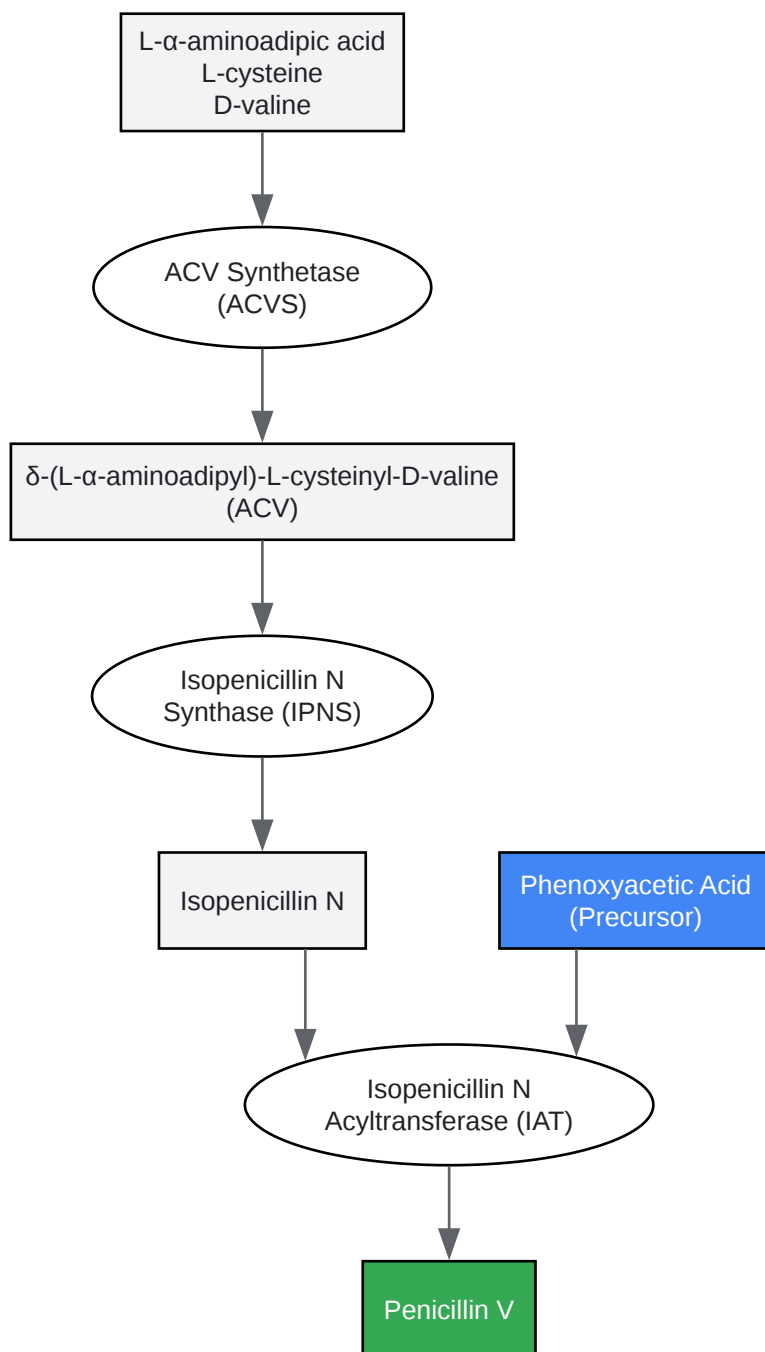 L-α-aminoadipic acid
L-cysteine
D-valine
ACV Synthetase
(ACVS)
δ-(L-α-aminoadipyl)-L-cysteinyl-D-valine
(ACV)
Isopenicillin N
Synthase (IPNS)
Isopenicillin N
Phenoxyacetic Acid
(Precursor)
Isopenicillin N
Acyltransferase (IAT)
Penicillin V